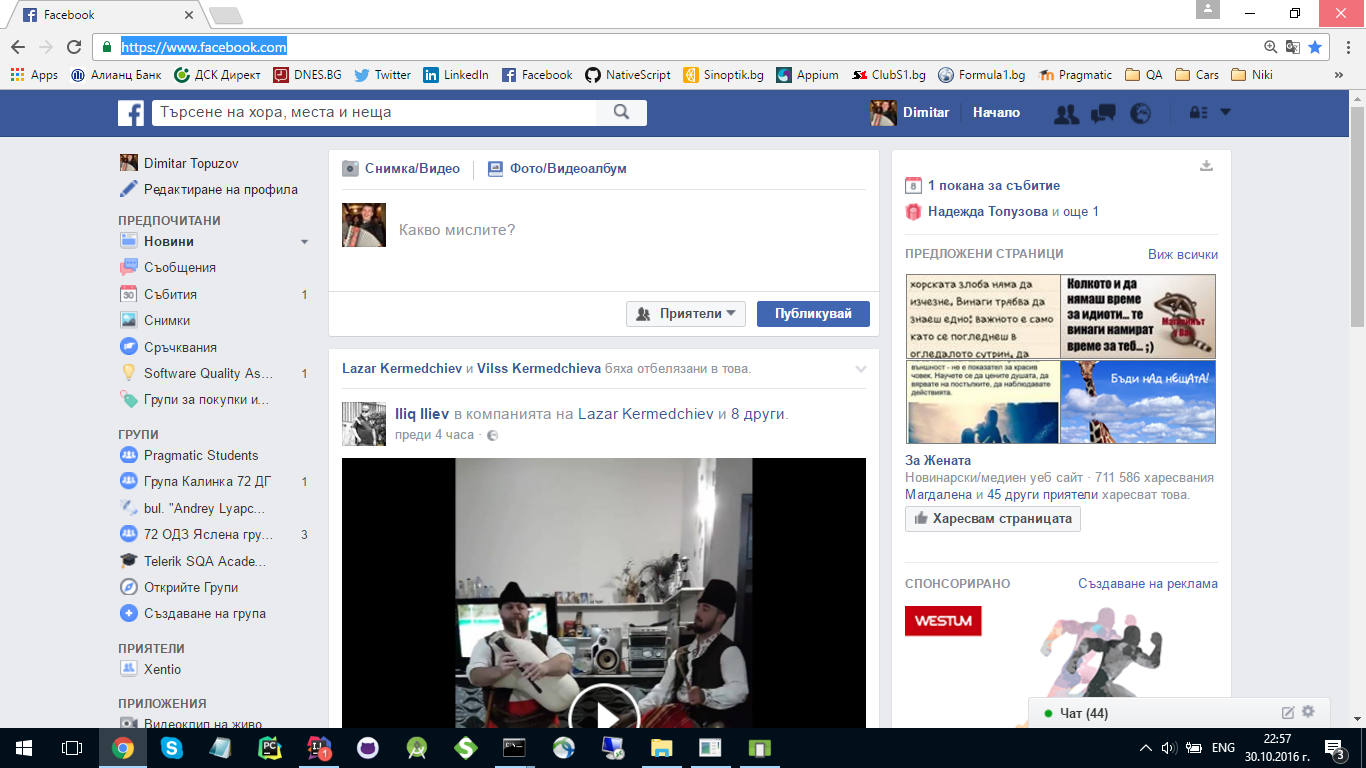 Facebook
https://www.facebook.com
Apps Алианц Банк ДСК Директ DNES.BG Twitter LinkedIn Facebook NativeScript Sinoptik.bg Appium ClubS1.bg Formula1.bg Pragmatic QA Cars Niki »
Търсене на хора, места и неща
Dimitar Начало
Dimitar Topuzov
Редактиране на профила
ПРЕДПОЧИТАНИ
Новини
Съобщения
Събития 1
Снимки
Сръчквания
Software Quality As... 1
Групи за покупки и...
ГРУПИ
Pragmatic Students
Група Калинка 72 ДГ 1
bul. "Andrey Lyapc...
72 ОДЗ Яслена гру... 3
Telerik SQA Acade...
Открийте Групи
Създаване на група
ПРИЯТЕЛИ
Xentio
ПРИЛОЖЕНИЯ
Видеоклип на живо
Снимка/Видео Фото/Видеоалбум
Какво мислите?
Приятели Публикувай
Lazar Kermedchiev и Vilss Kermedchieva бяха отбелязани в това.
Iliq Iliev в компанията на Lazar Kermedchiev и 8 други.
преди 4 часа ·
1 покана за събитие
Надежда Топузова и още 1
ПРЕДЛОЖЕНИ СТРАНИЦИ Виж всички
хорската злоба няма да
изчезне. Винаги трябва да
знаеш едно: важното е само
като се погледнеш в
огледалото сутрин, да
Колкото и да
нямаш време
за идиоти... те
винаги намират
време за теб... ;)
Магазинът
външност - не е показател за красив
човек. Научете се да цените душата, да
вярвате на постъпките, да наблюдавате
действията.
Бъди нАд нЄщАтА!
За Жената
Новинарски/медиен уеб сайт · 711 586 харесвания
Магдалена и 45 други приятели харесват това.
Харесвам страницата
СПОНСОРИРАНО Създаване на реклама
WESTUM
Чат (44)
ENG
22:57
30.10.2016 г.
3